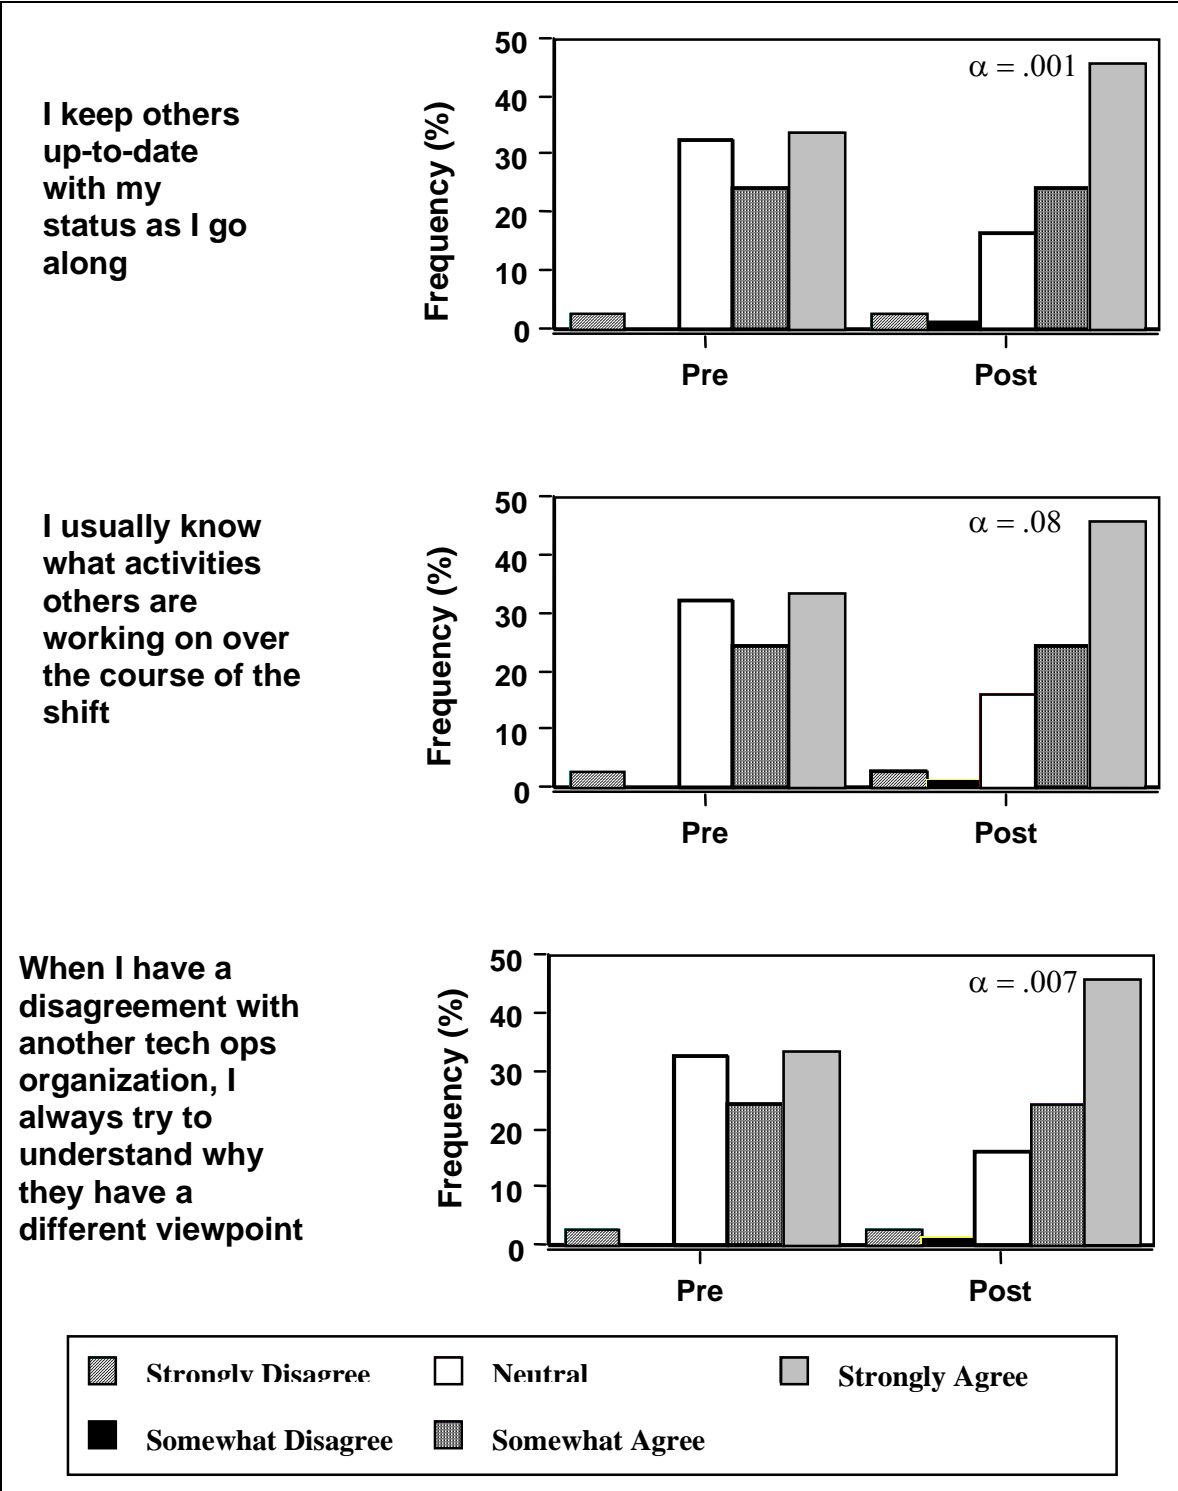 I keep others
up-to-date
with my
status as I go
along
Frequency (%)
50
40
30
20
10
0
α = .001
Pre
Post
I usually know
what activities
others are
working on over
the course of the
shift
Frequency (%)
50
40
30
20
10
0
α = .08
Pre
Post
When I have a
disagreement with
another tech ops
organization, I
always try to
understand why
they have a
different viewpoint
Frequency (%)
50
40
30
20
10
0
α = .007
Pre
Post
Strongly Disagree
Neutral
Strongly Agree
Somewhat Disagree
Somewhat Agree